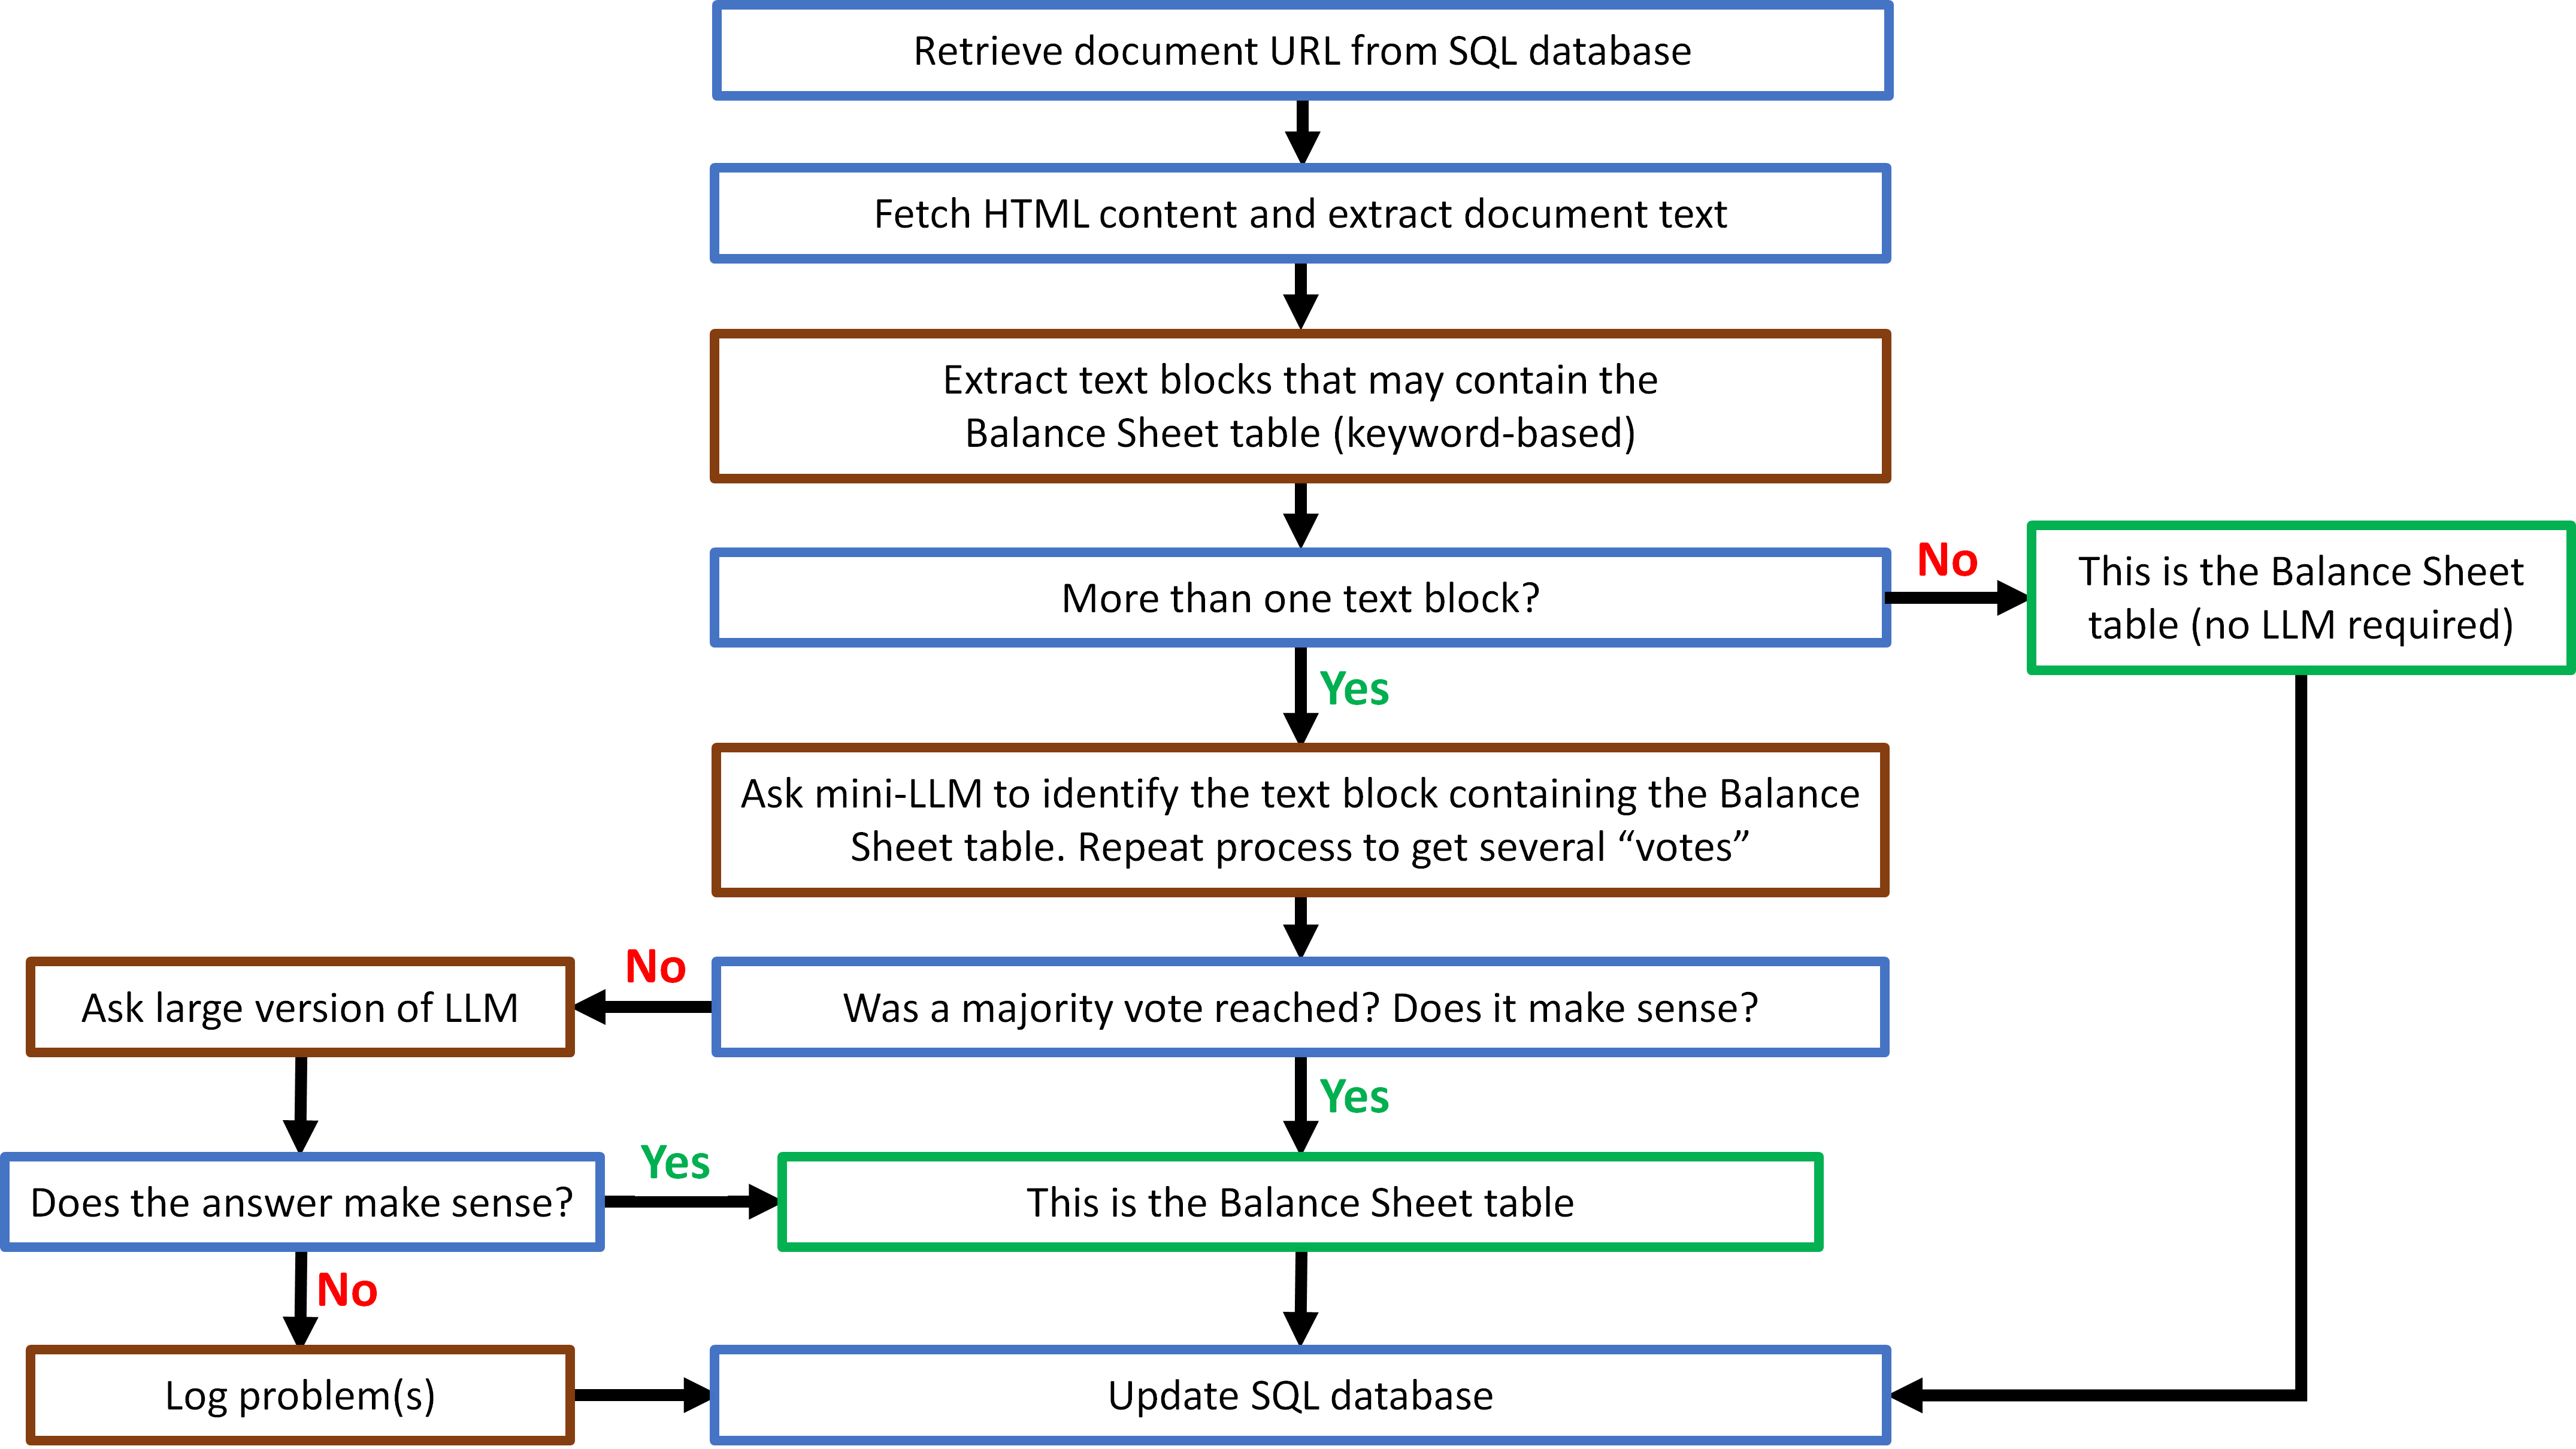 Retrieve document URL from SQL database
Fetch HTML content and extract document text
Extract text blocks that may contain the
Balance Sheet table (keyword-based)
More than one text block?
No
This is the Balance Sheet
table (no LLM required)
Yes
Ask mini-LLM to identify the text block containing the Balance
Sheet table. Repeat process to get several “votes”
Was a majority vote reached? Does it make sense?
No
Ask large version of LLM
Yes
Does the answer make sense?
Yes
This is the Balance Sheet table
No
Log problem(s)
Update SQL database